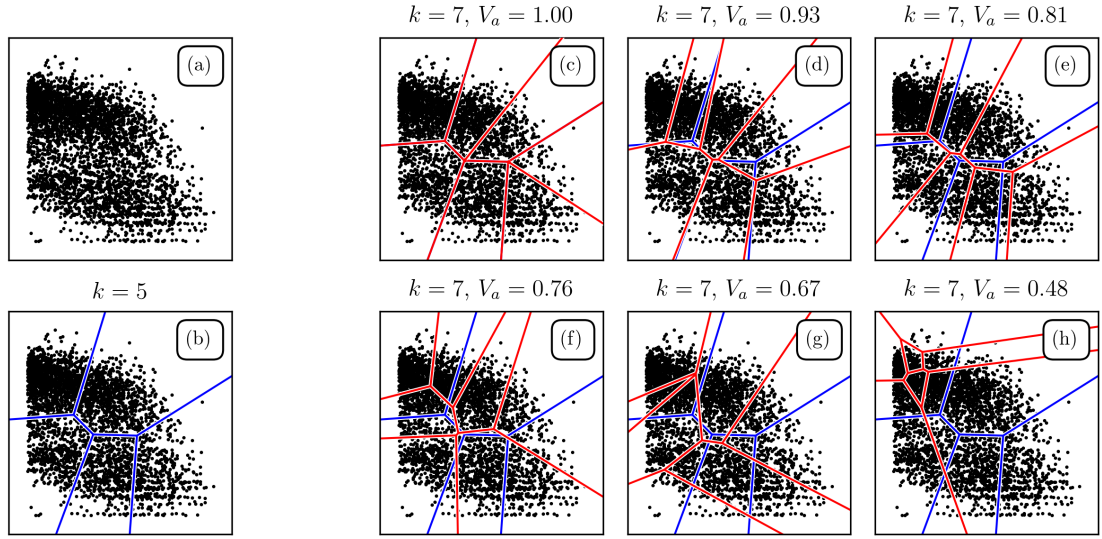 k = 7, V_a = 1.00
k = 7, V_a = 0.93
k = 7, V_a = 0.81
(a)
(c)
(d)
(e)
k = 5
k = 7, V_a = 0.76
k = 7, V_a = 0.67
k = 7, V_a = 0.48
(b)
(f)
(g)
(h)